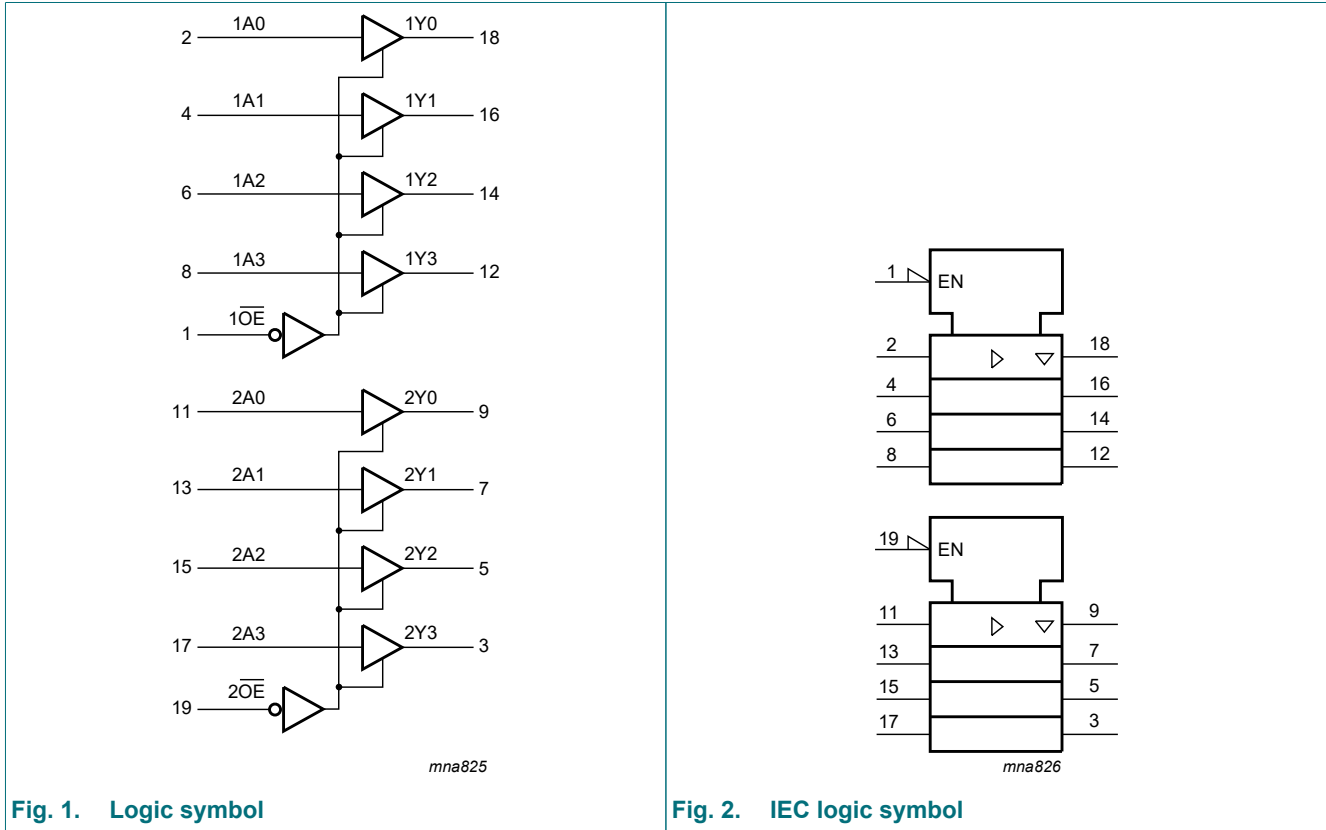 2 1A0 1Y0 18
4 1A1 1Y1 16
6 1A2 1Y2 14
8 1A3 1Y3 12
1 1O̅E̅
11 2A0 2Y0 9
13 2A1 2Y1 7
15 2A2 2Y2 5
17 2A3 2Y3 3
19 2O̅E̅
mna825
Fig. 1. Logic symbol
1 EN
2 18
4 16
6 14
8 12
19 EN
11 9
13 7
15 5
17 3
mna826
Fig. 2. IEC logic symbol